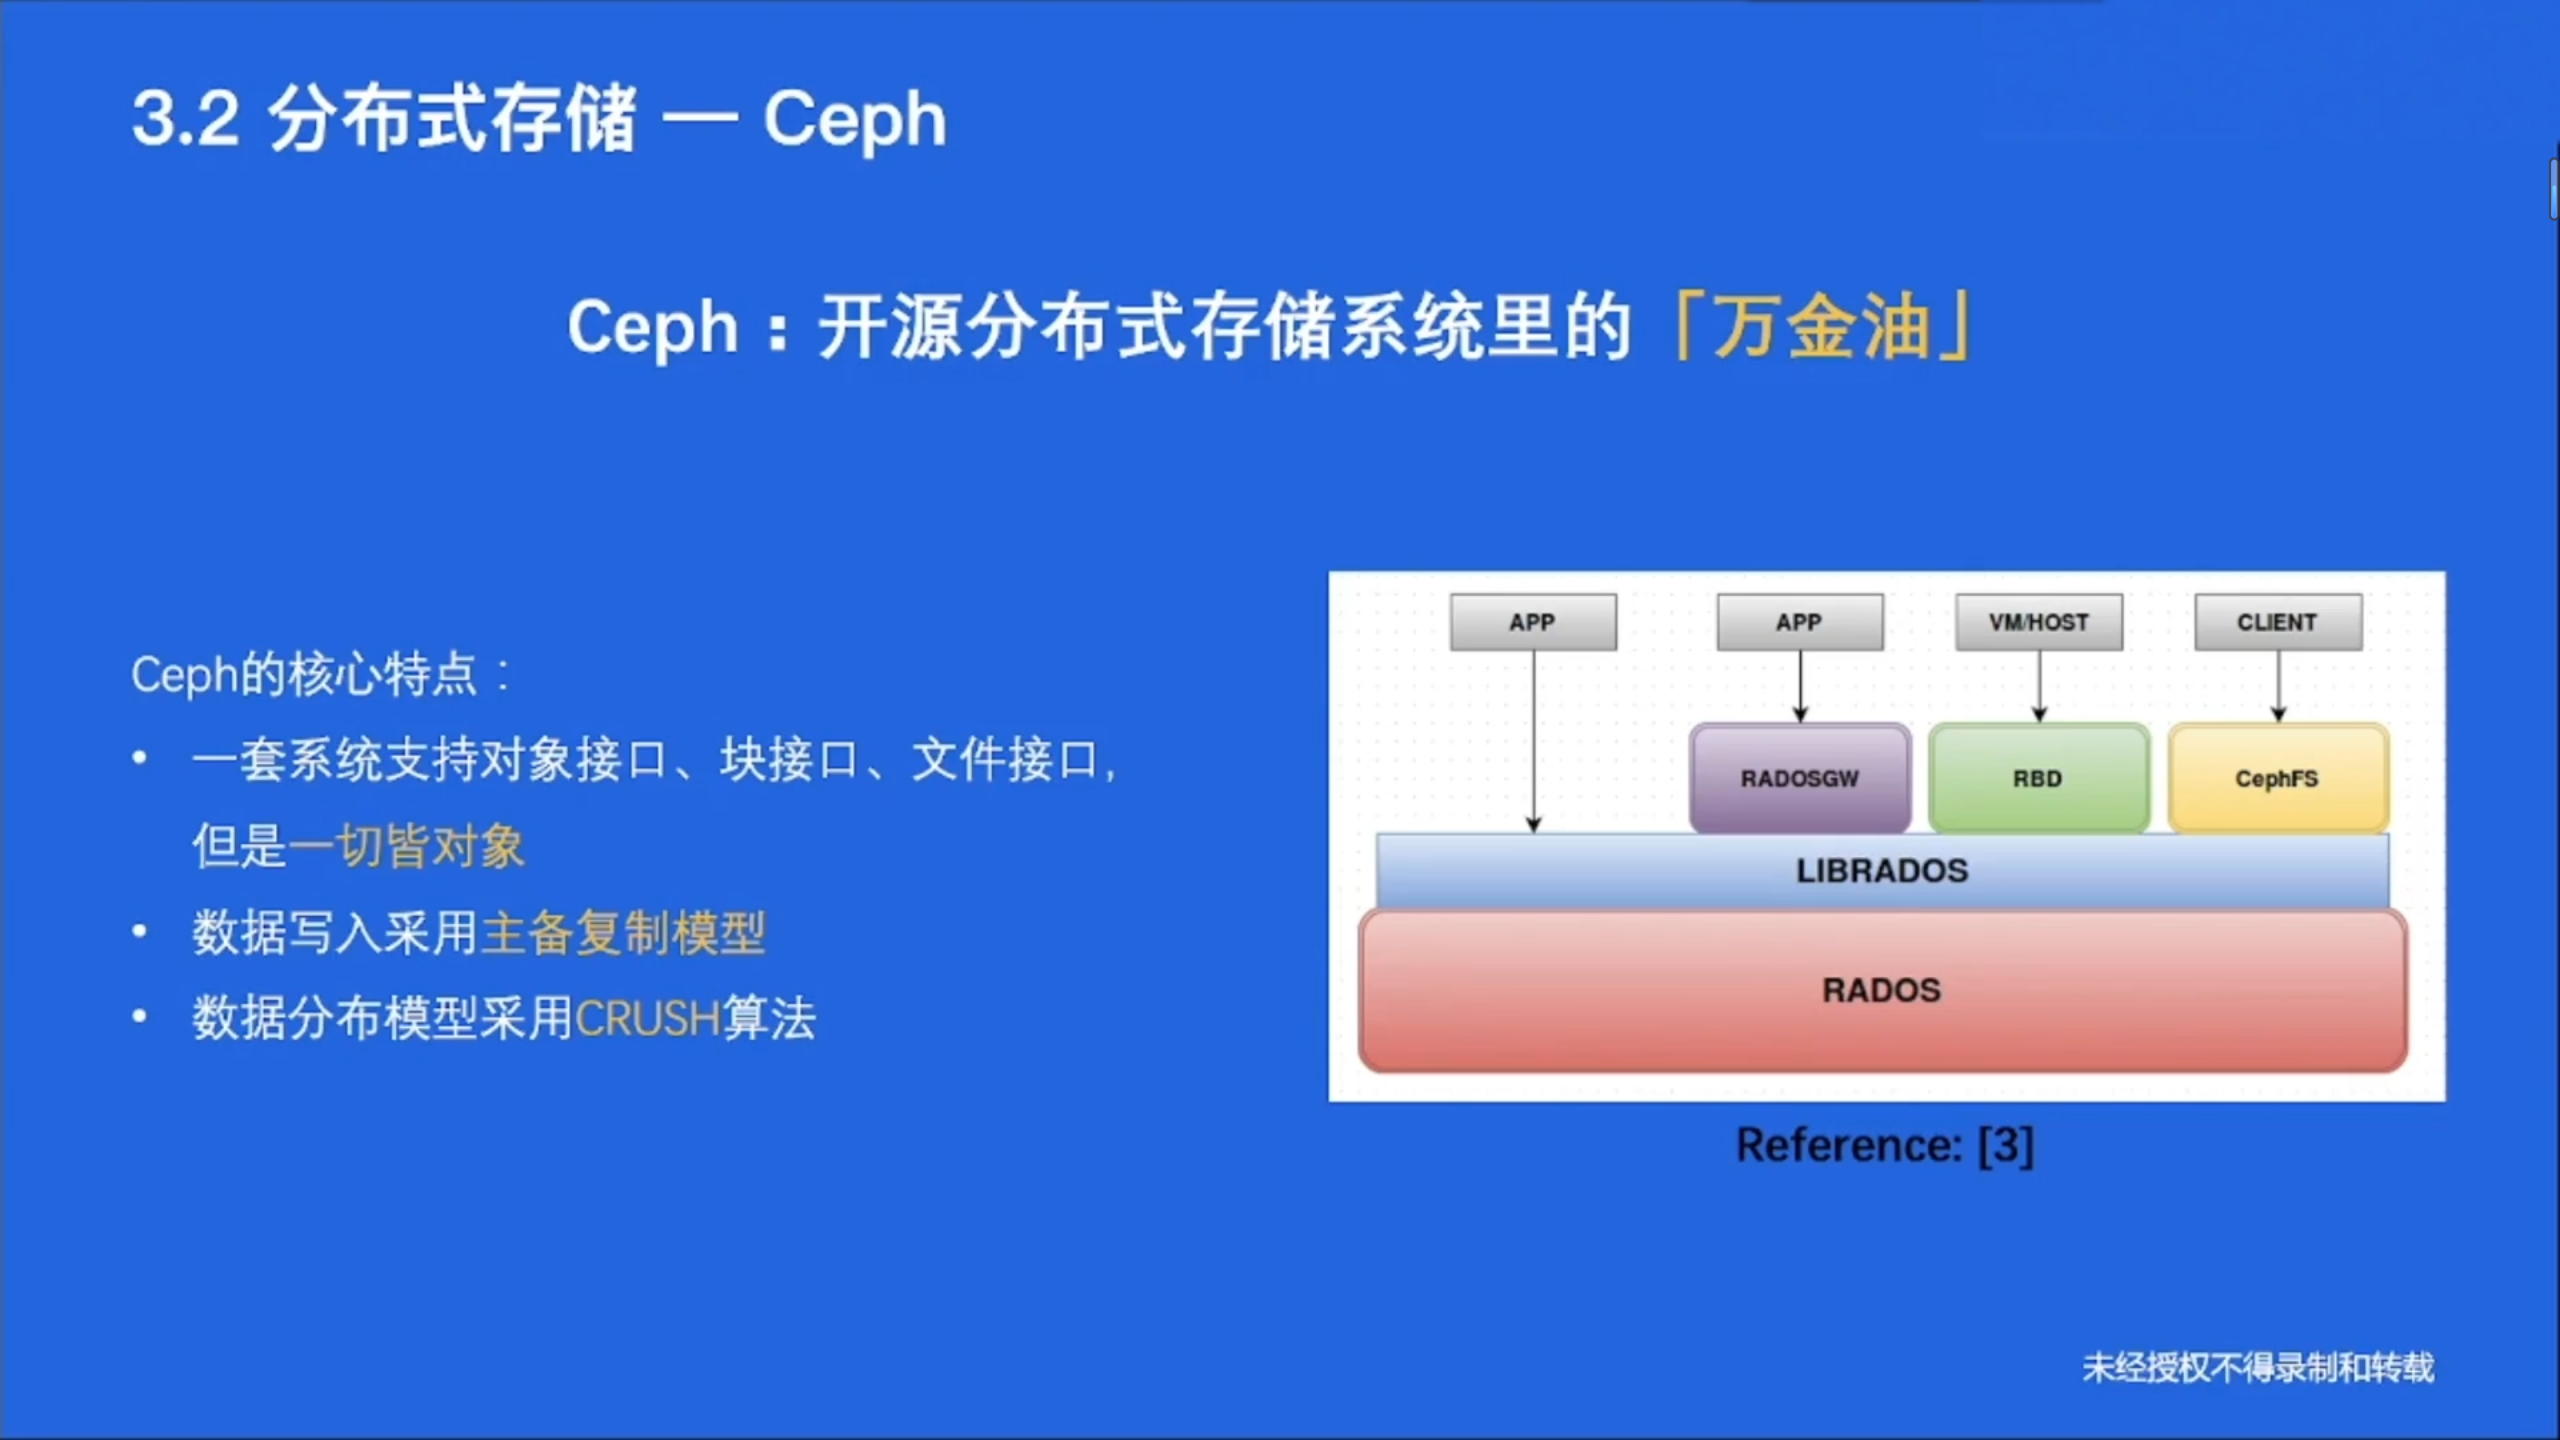 3.2 分布式存储 — Ceph
Ceph：开源分布式存储系统里的「万金油」
Ceph的核心特点：
• 一套系统支持对象接口、块接口、文件接口，
但是一切皆对象
• 数据写入采用主备复制模型
• 数据分布模型采用CRUSH算法
APP APP VM/HOST CLIENT
RADOSGW RBD CephFS
LIBRADOS
RADOS
Reference: [3]
未经授权不得录制和转载